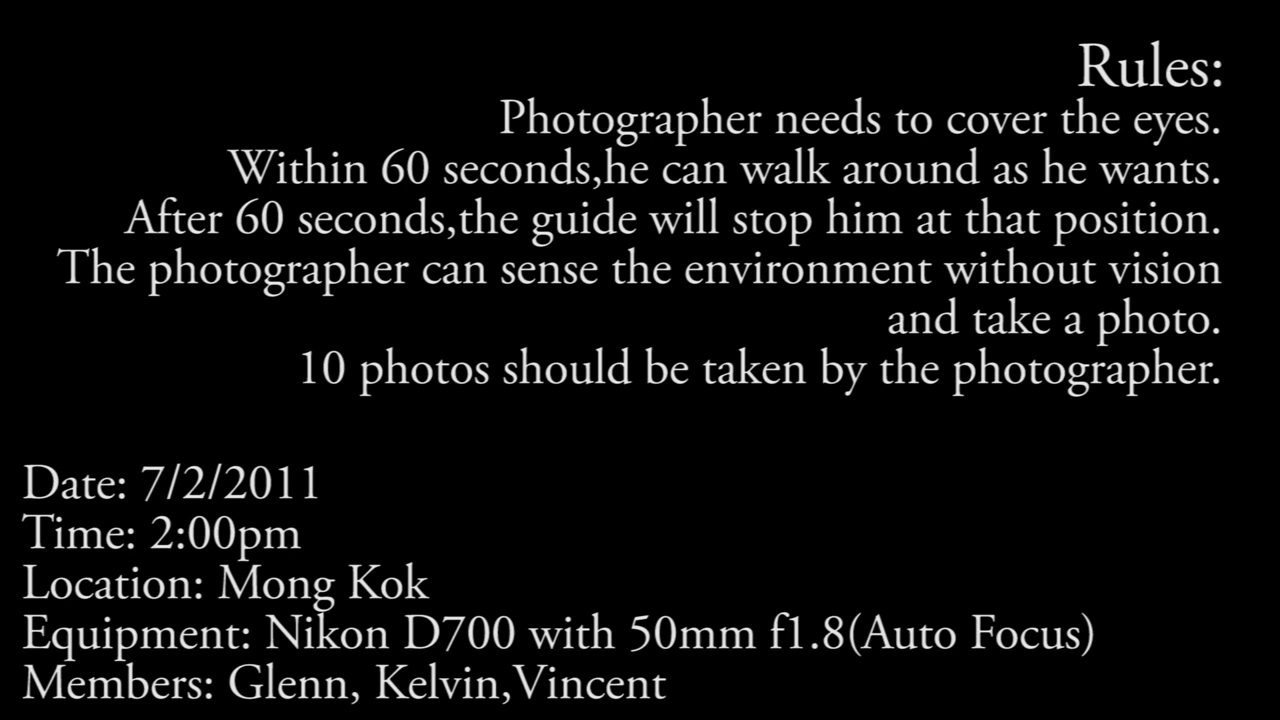 Rules:
Photographer needs to cover the eyes.
Within 60 seconds,he can walk around as he wants.
After 60 seconds,the guide will stop him at that position.
The photographer can sense the environment without vision
and take a photo.
10 photos should be taken by the photographer.
Date: 7/2/2011
Time: 2:00pm
Location: Mong Kok
Equipment: Nikon D700 with 50mm f1.8(Auto Focus)
Members: Glenn, Kelvin,Vincent